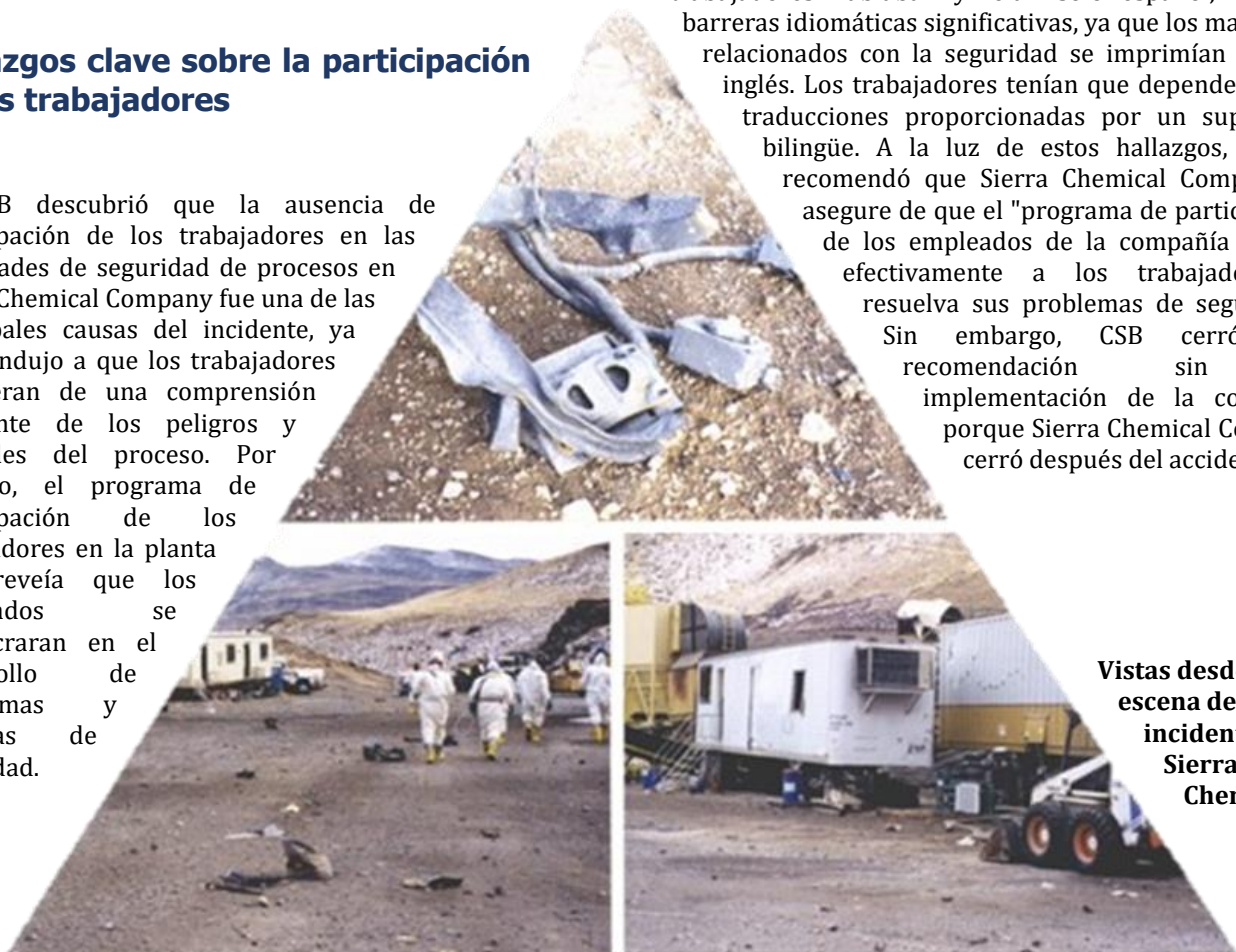 azgos clave sobre la participación
s trabajadores
B descubrió que la ausencia de
pación de los trabajadores en las
ades de seguridad de procesos en
Chemical Company fue una de las
pales causas del incidente, ya
ndujo a que los trabajadores
eran de una comprensión
nte de los peligros y
les del proceso. Por
o, el programa de
pación de los
dores en la planta
reveía que los
ados se
craran en el
ollo de
mas y
as de
dad.
barreras idiomáticas significativas, ya que los ma
relacionados con la seguridad se imprimían
inglés. Los trabajadores tenían que depende
traducciones proporcionadas por un sup
bilingüe. A la luz de estos hallazgos,
recomendó que Sierra Chemical Comp
asegure de que el "programa de partic
de los empleados de la compañía
efectivamente a los trabajado
resuelva sus problemas de segu
Sin embargo, CSB cerró
recomendación sin
implementación de la co
porque Sierra Chemical Co
cerró después del accide
Vistas desd
escena de
incident
Sierra
Chem